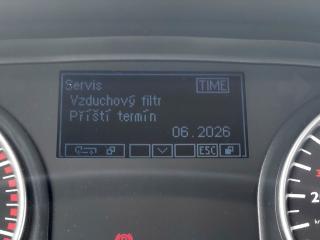 Servis TIME
Vzduchový filtr
Příští termín
06.2026
ESC